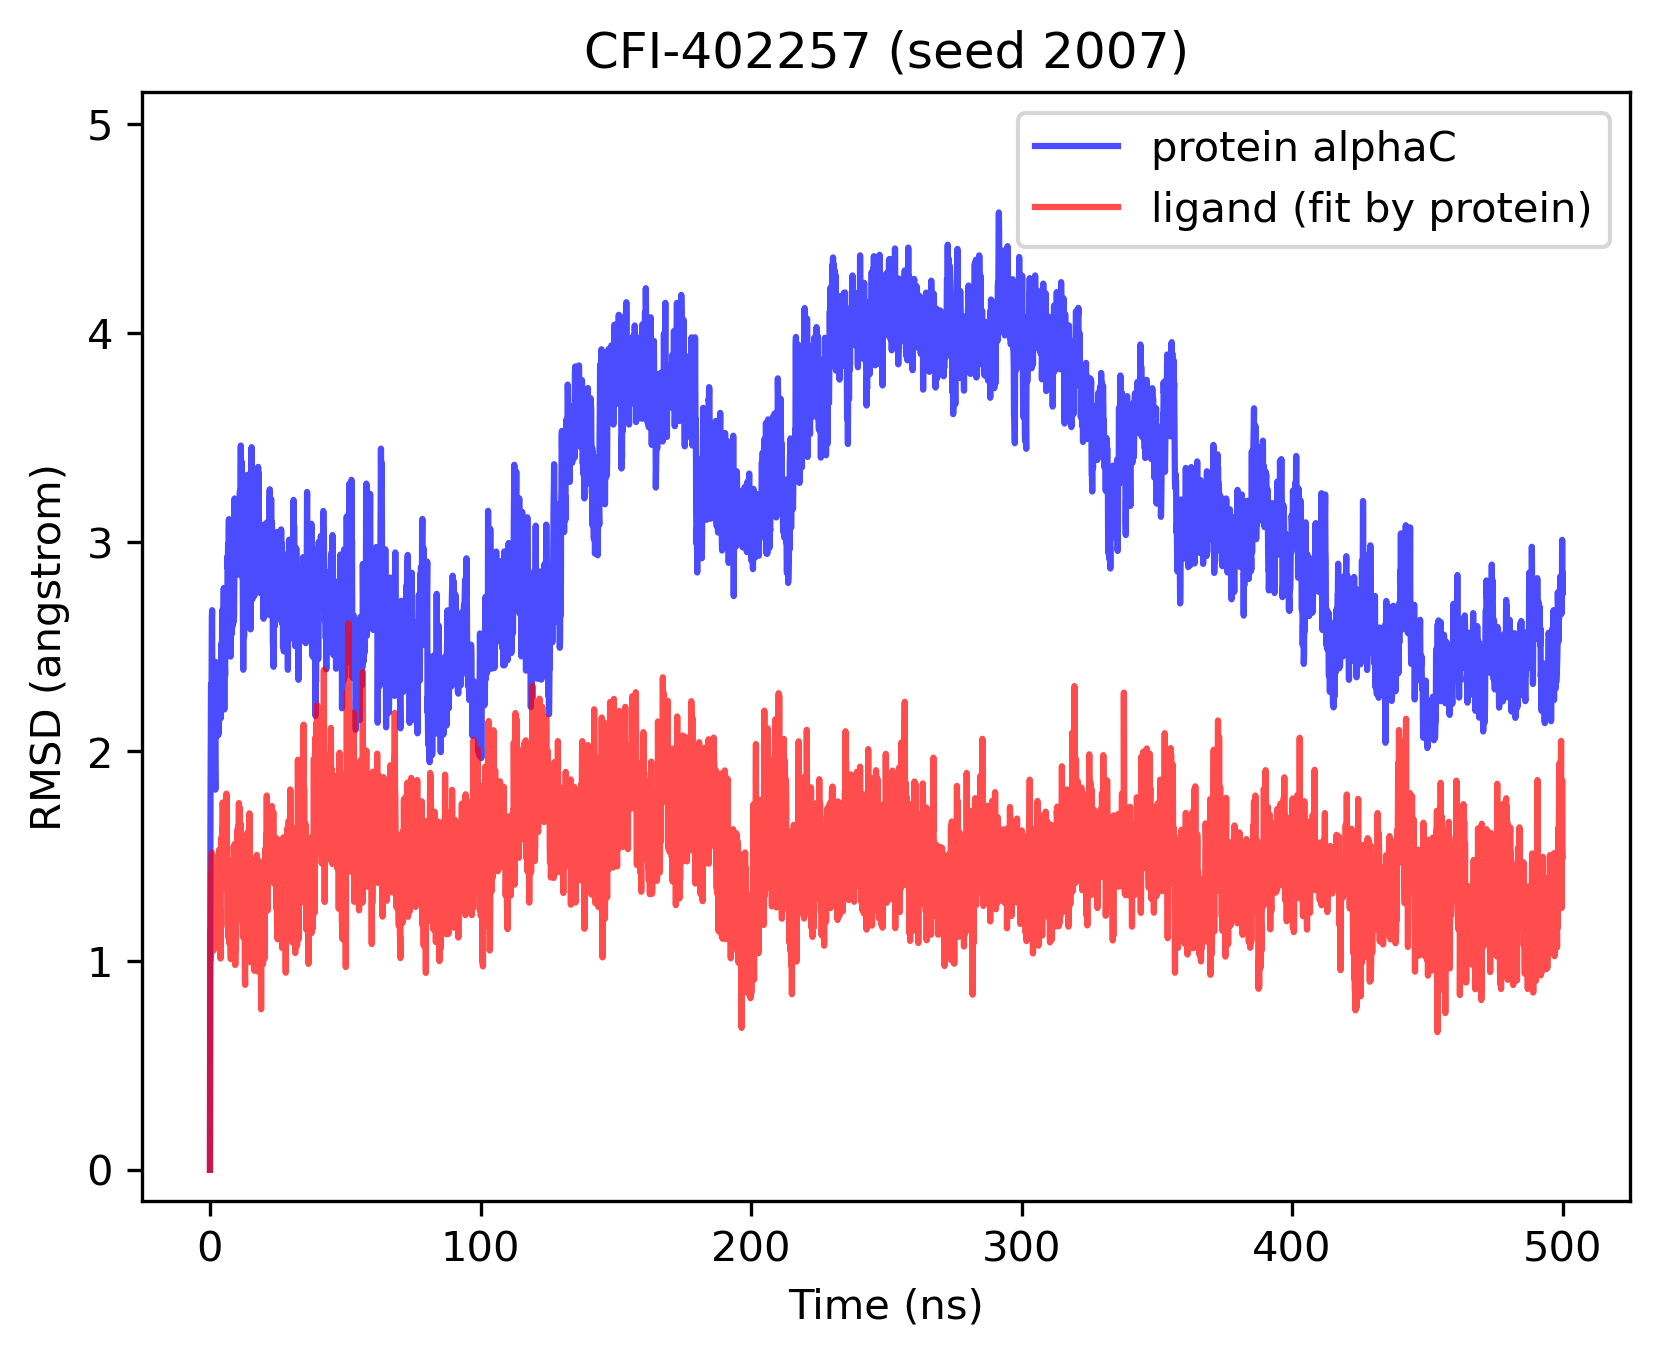 CFI-402257 (seed 2007)
protein alphaC
ligand (fit by protein)
RMSD (angstrom)
5
4
3
2
1
0
0 100 200 300 400 500
Time (ns)